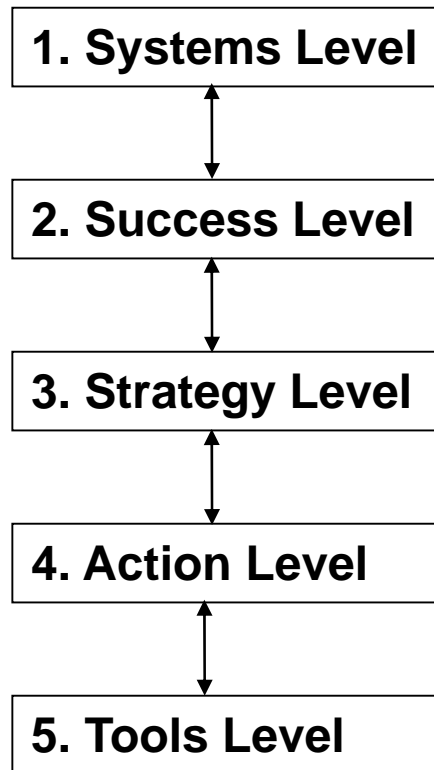 1. Systems Level
2. Success Level
3. Strategy Level
4. Action Level
5. Tools Level